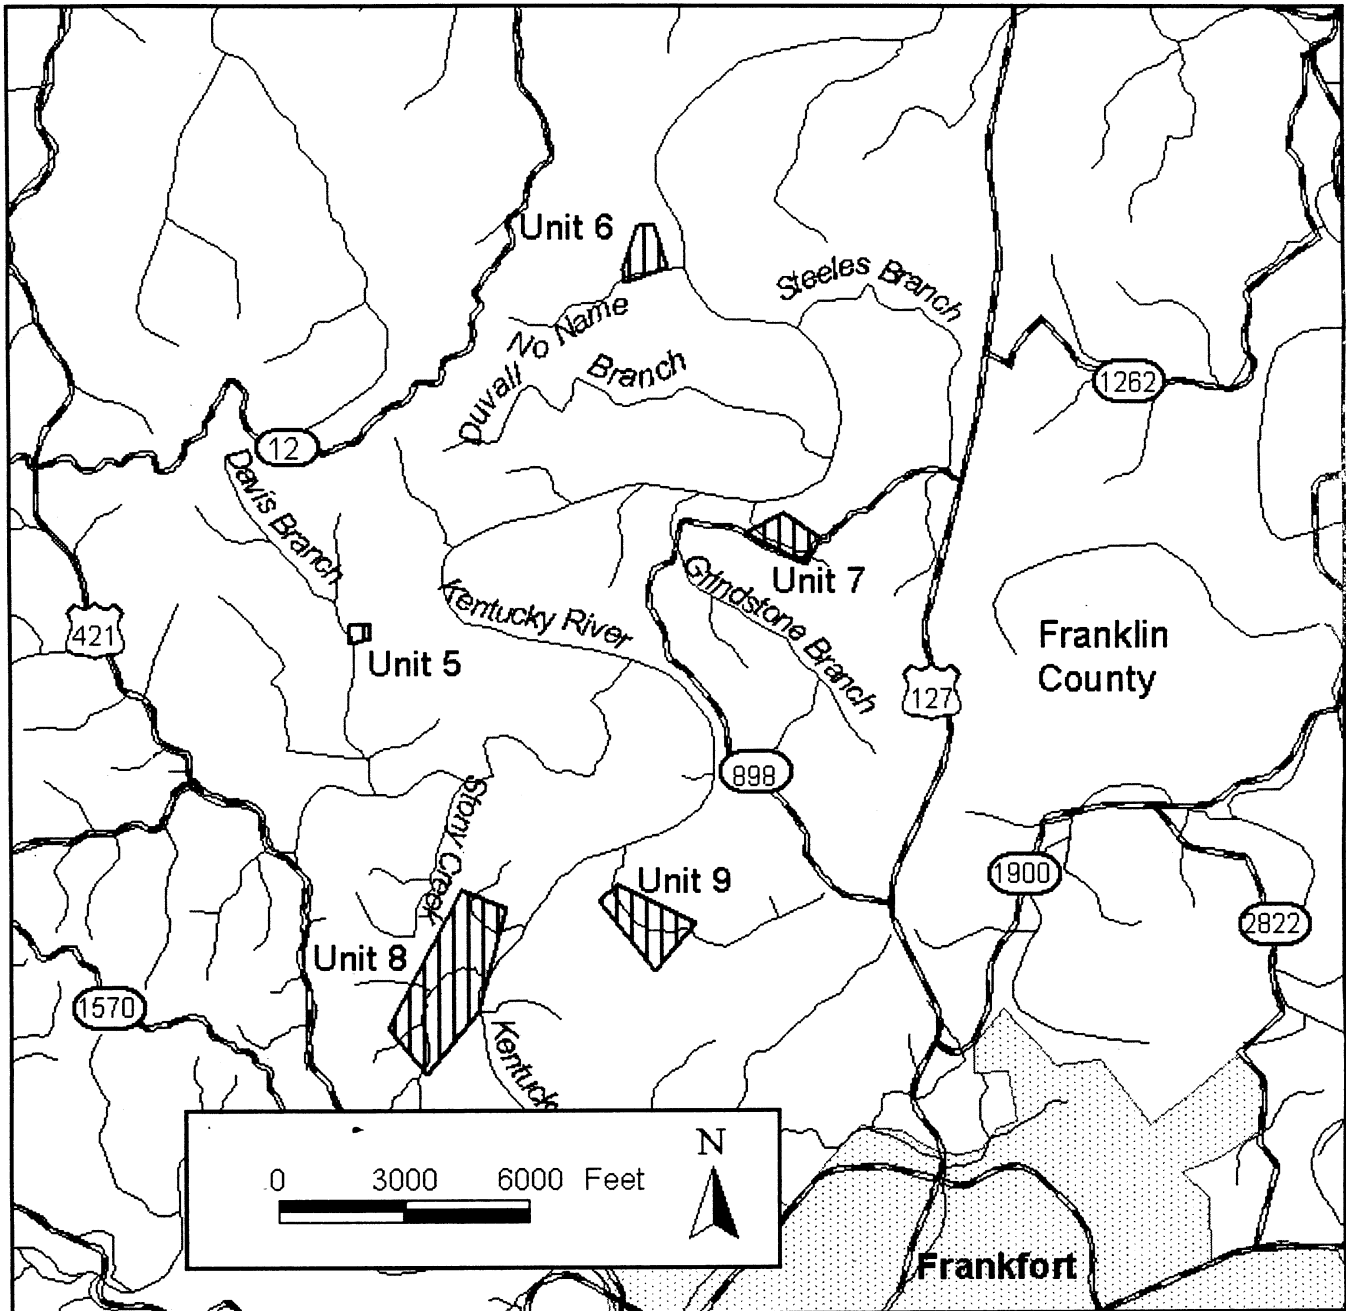 Unit 6
Steeles Branch
No Name
Duvall
Branch
1262
12
Davis Branch
Unit 7
Grindstone Branch
Kentucky River
421
Unit 5
Franklin
County
127
898
Stony Creek
1900
Unit 9
2822
Unit 8
1570
Kentuck
N
0 3000 6000 Feet
Frankfort